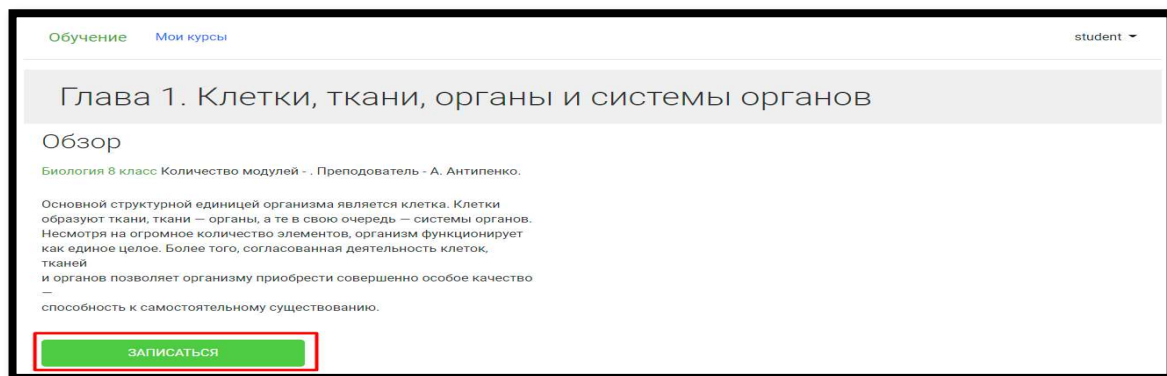 Обучение Мои курсы student
Глава 1. Клетки, ткани, органы и системы органов
Обзор
Биология 8 класс Количество модулей - . Преподователь - А. Антипенко.
Основной структурной единицей организма является клетка. Клетки
образуют ткани, ткани — органы, а те в свою очередь — системы органов.
Несмотря на огромное количество элементов, организм функционирует
как единое целое. Более того, согласованная деятельность клеток,
тканей
и органов позволяет организму приобрести совершенно особое качество
—
способность к самостоятельному существованию.
ЗАПИСАТЬСЯ